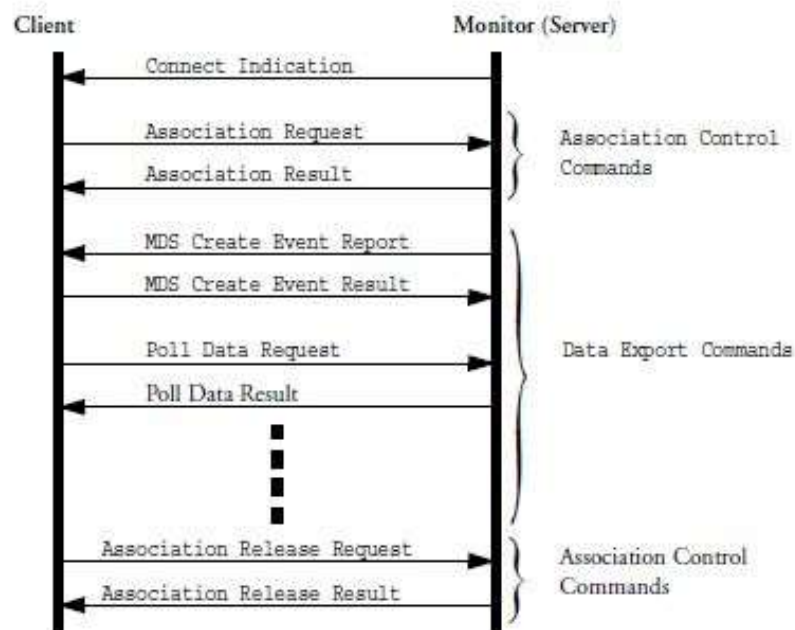 Client
Monitor (Server)
Connect Indication
Association Request
Association Control
Commands
Association Result
MDS Create Event Report
MDS Create Event Result
Poll Data Request
Data Export Commands
Poll Data Result
Association Release Request
Association Control
Commands
Association Release Result